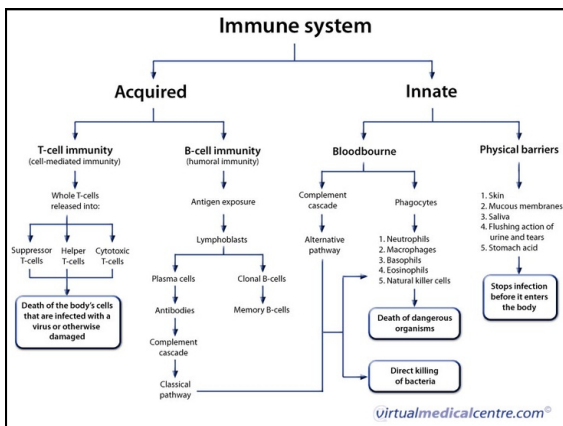 Immune system
Acquired
Innate
T-cell immunity
(cell-mediated immunity)
B-cell immunity
(humoral immunity)
Bloodbourne
Physical barriers
Whole T-cells
released into:
Suppressor
T-cells
Helper
T-cells
Cytotoxic
T-cells
Death of the body's cells
that are infected with a
virus or otherwise
damaged
Antigen exposure
Lymphoblasts
Plasma cells
Clonal B-cells
Antibodies
Memory B-cells
Complement
cascade
Classical
pathway
Complement
cascade
Alternative
pathway
Phagocytes
1. Neutrophils
2. Macrophages
3. Basophils
4. Eosinophils
5. Natural killer cells
Death of dangerous
organisms
Direct killing
of bacteria
1. Skin
2. Mucous membranes
3. Saliva
4. Flushing action of
urine and tears
5. Stomach acid
Stops infection
before it enters
the body
virtualmedicalcentre.com©